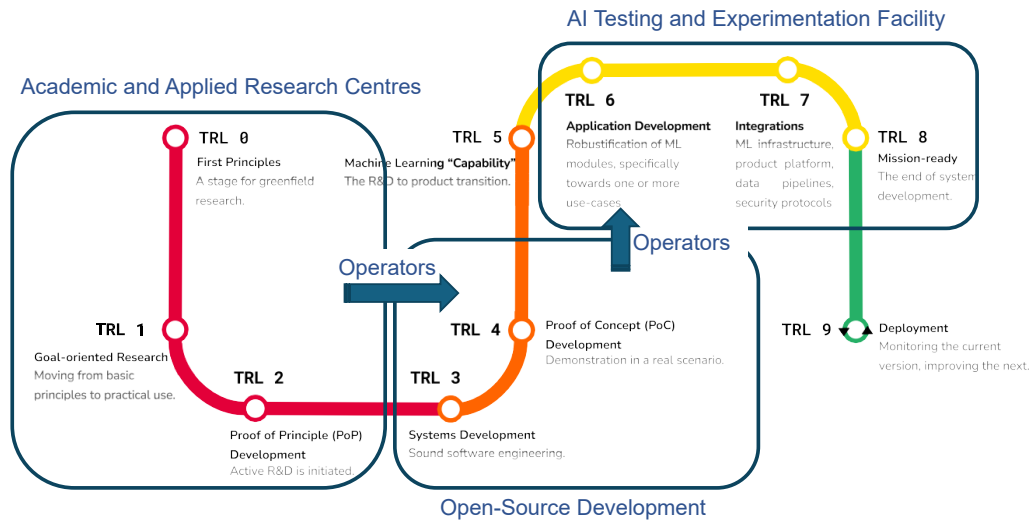 AI Testing and Experimentation Facility
Academic and Applied Research Centres
TRL 0
First Principles
A stage for greenfield
research.
TRL 5
Machine Learning “Capability”
The R&D to product transition.
TRL 6
Application Development
Robustification of ML
modules, specifically
towards one or more
use-cases
TRL 7
Integrations
ML infrastructure,
product platform,
data pipelines,
security protocols
TRL 8
Mission-ready
The end of system
development.
Operators
Operators
TRL 1
Goal-oriented Research
Moving from basic
principles to practical use.
TRL 2
Proof of Principle (PoP)
Development
Active R&D is initiated.
TRL 3
Systems Development
Sound software engineering.
TRL 4
Proof of Concept (PoC)
Development
Demonstration in a real scenario.
TRL 9
Deployment
Monitoring the current
version, improving the next.
Open-Source Development